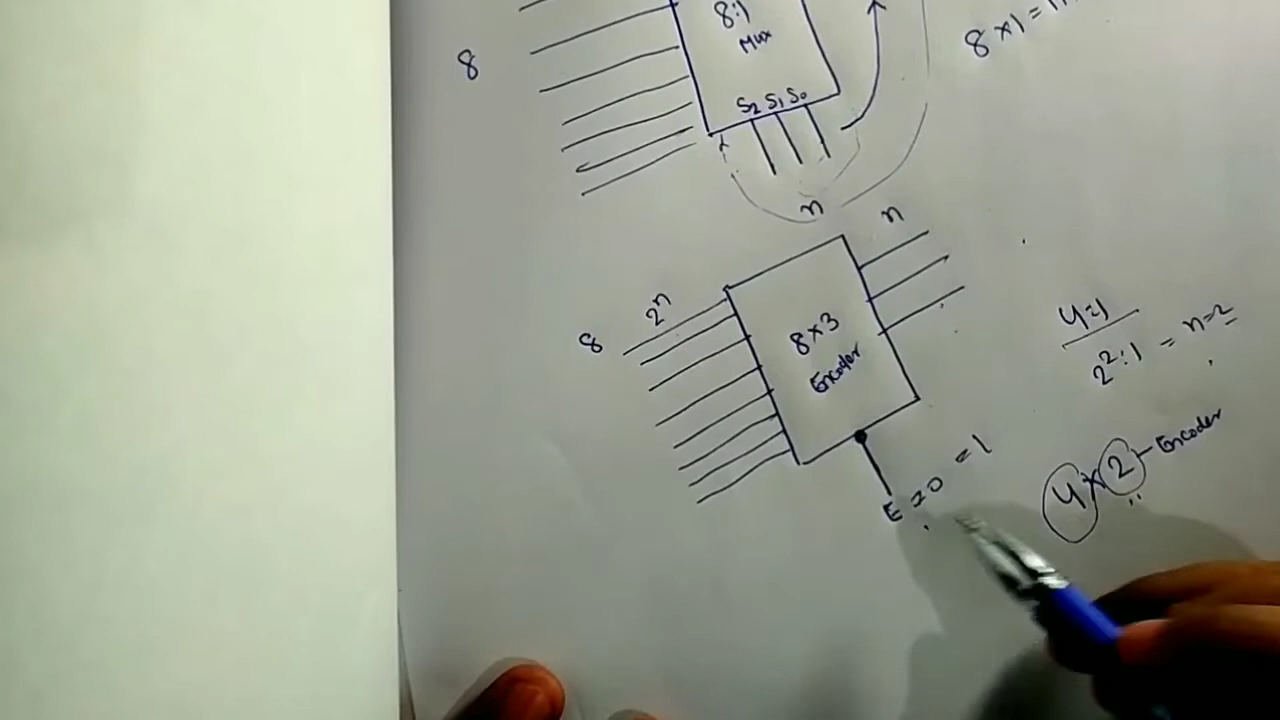 8:1
Mux
8
S2 S1 S0
8×1=
n
n
2ⁿ
8
8×3
Encoder
4:1
2²:1 = n=2
4×2 - Encoder
E = 0 = 1